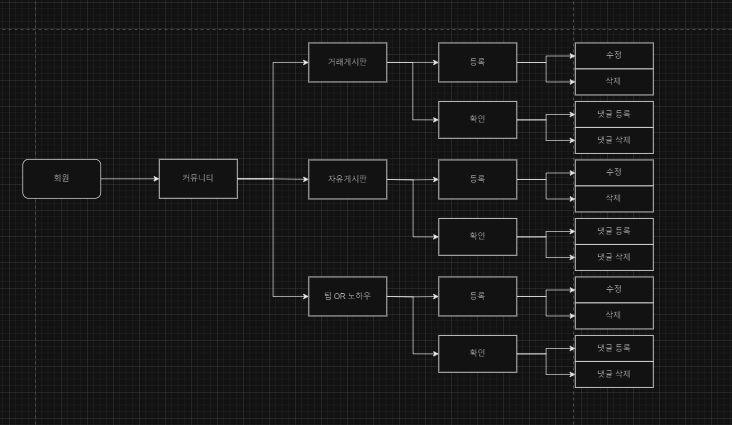 회원
커뮤니티
거래게시판
등록
수정
삭제
확인
댓글 등록
댓글 삭제
자유게시판
등록
수정
삭제
확인
댓글 등록
댓글 삭제
팁 OR 노하우
등록
수정
삭제
확인
댓글 등록
댓글 삭제